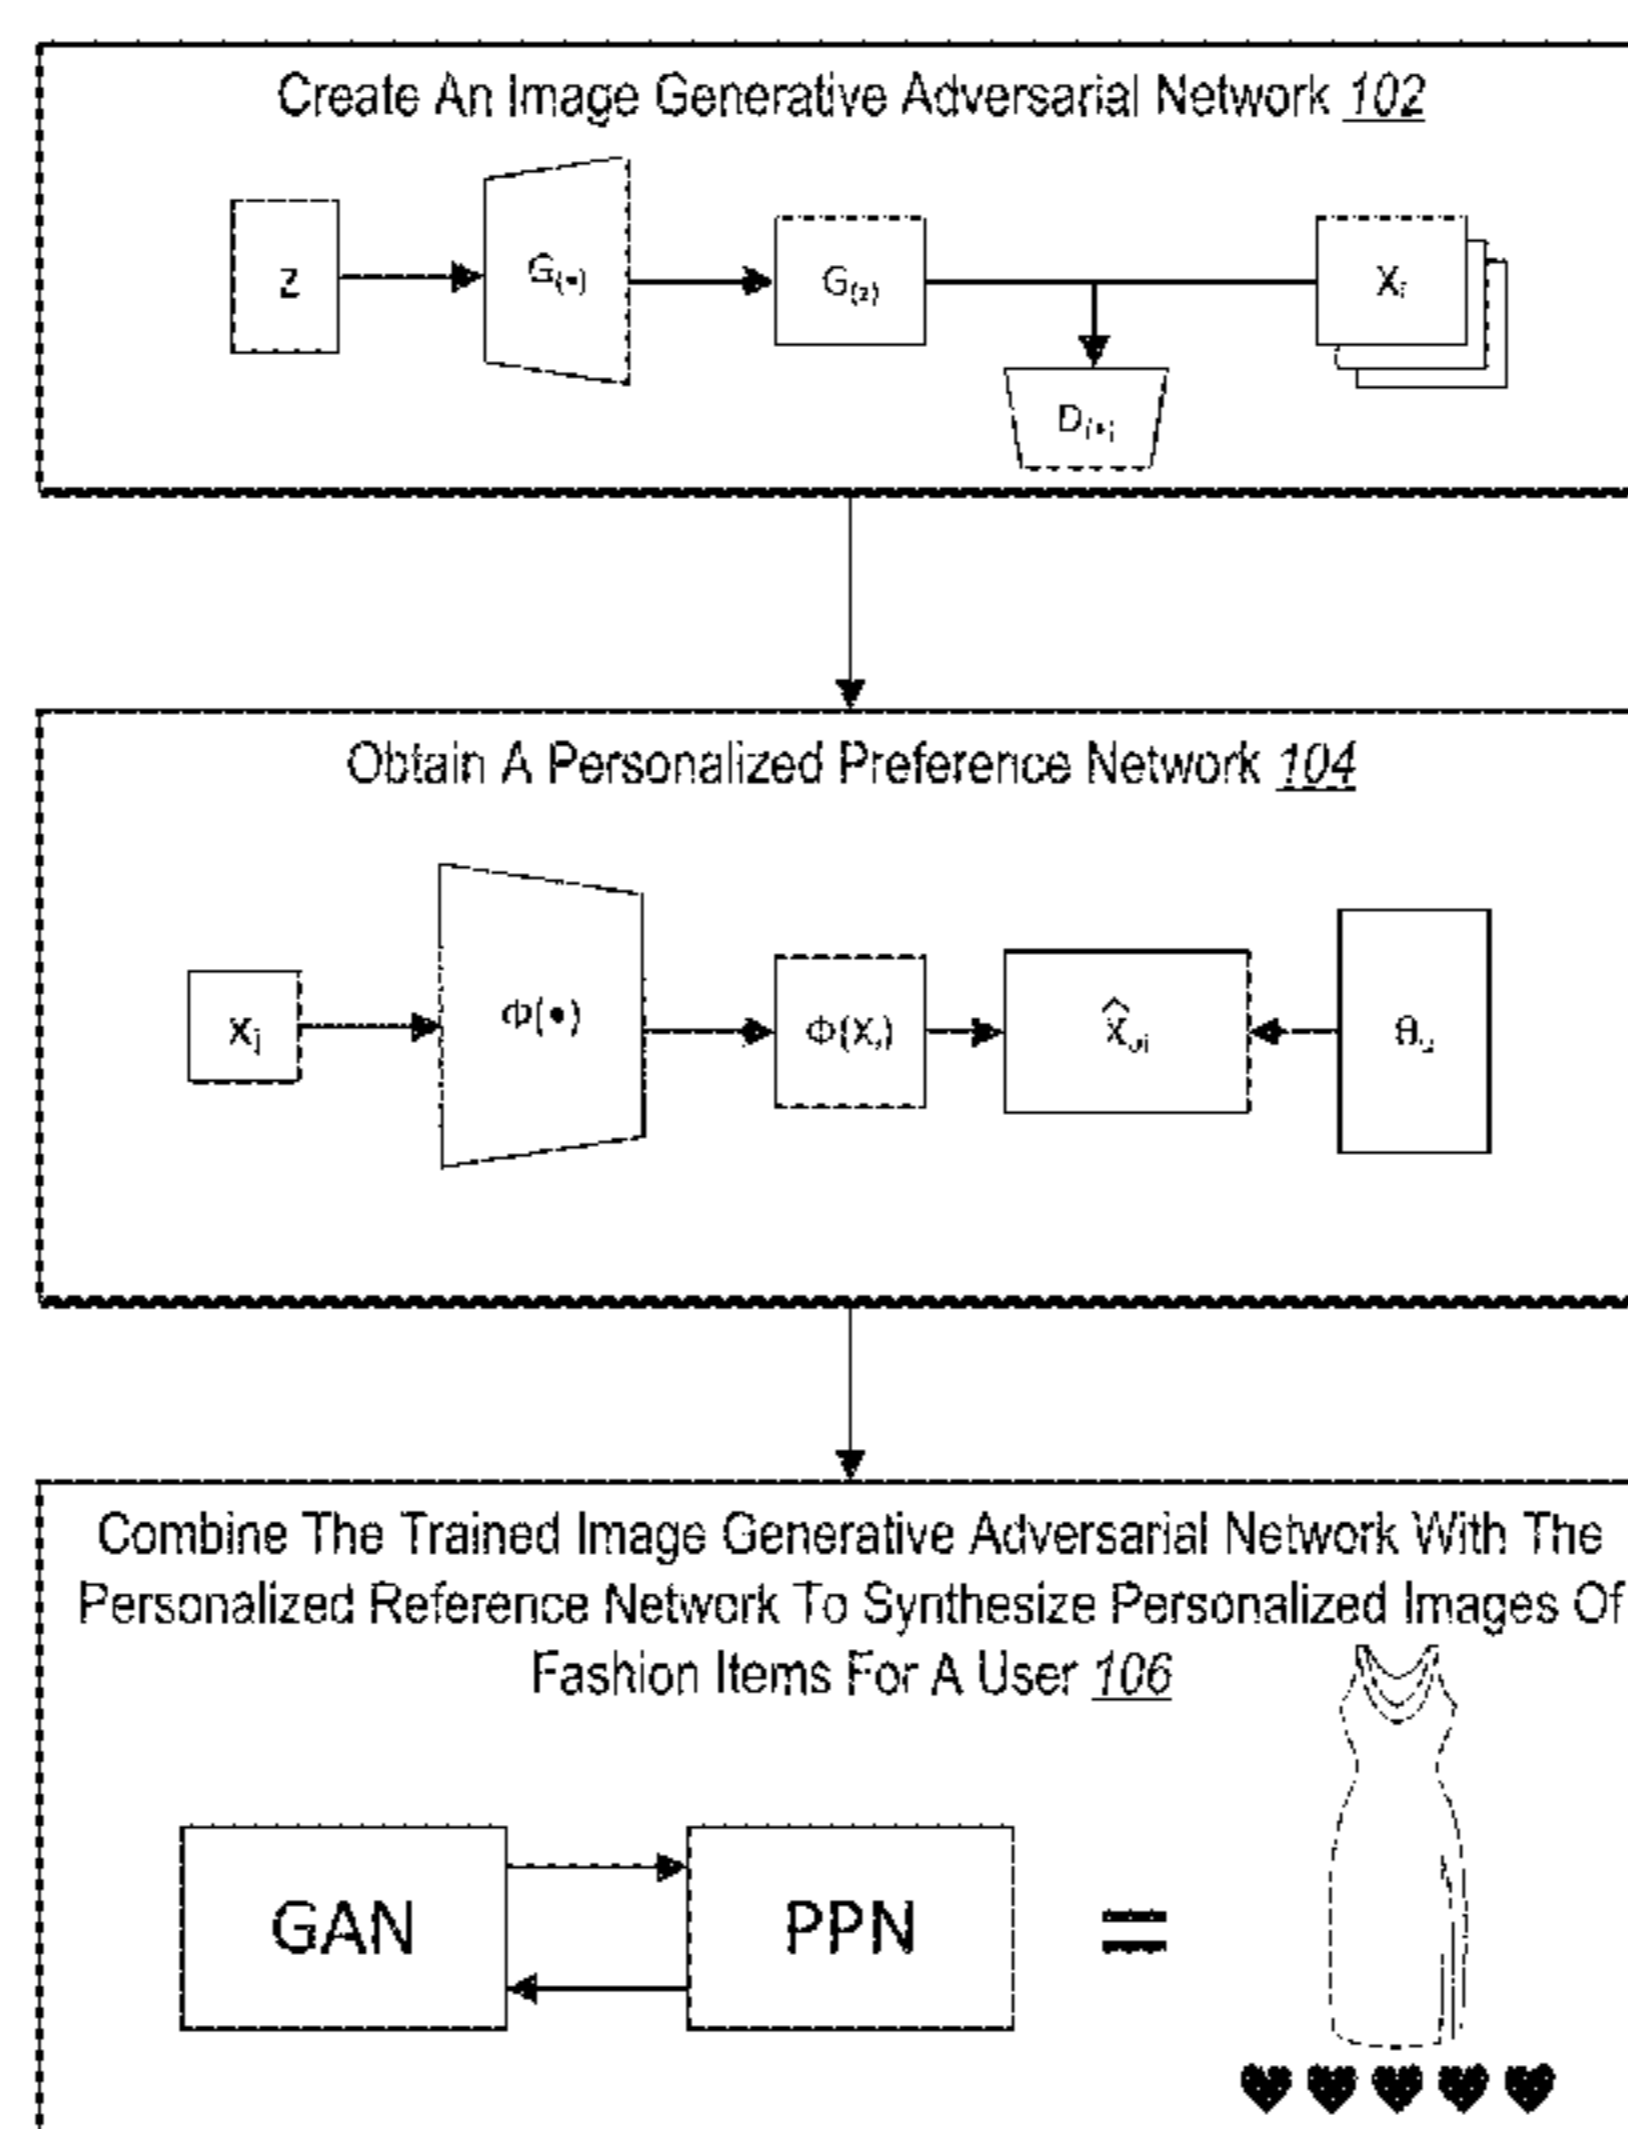 Create An Image Generative Adversarial Network 102
z G(•) G(z) Xi
D(•)
Obtain A Personalized Preference Network 104
Xj Φ(•) Φ(X,) θu
Combine The Trained Image Generative Adversarial Network With The
Personalized Reference Network To Synthesize Personalized Images Of
Fashion Items For A User 106
GAN PPN =